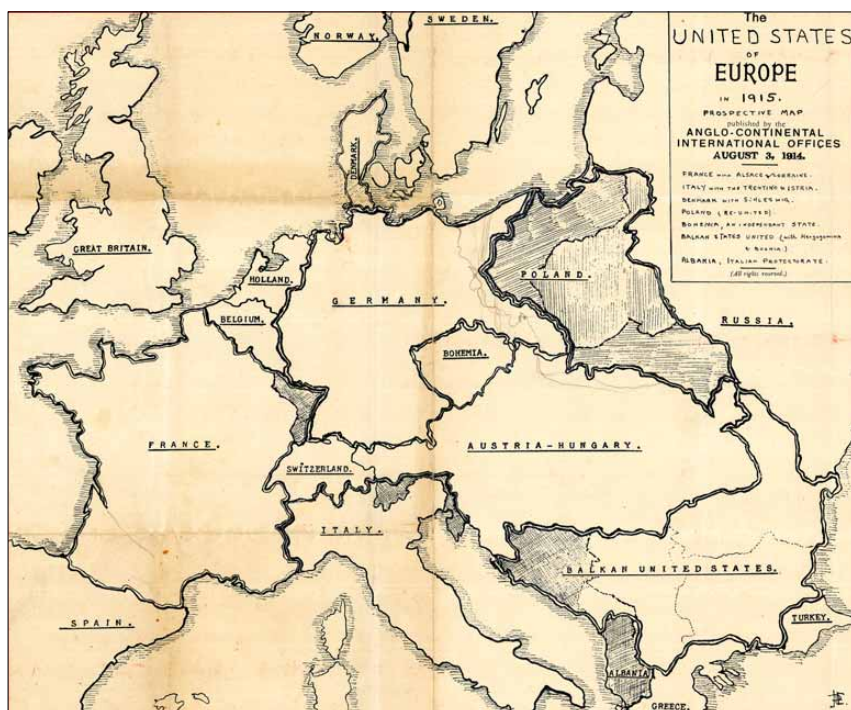 The
UNITED STATES
OF
EUROPE
IN 1915.
PROSPECTIVE MAP
published by the
ANGLO-CONTINENTAL
INTERNATIONAL OFFICES
AUGUST 3, 1914.
FRANCE with ALSACE & LORRAINE.
ITALY with THE TRENTINO & ISTRIA.
DENMARK with SCHLESWIG.
POLAND (RE-UNITED).
BOHEMIA, AN INDEPENDANT STATE.
BALKAN STATES UNITED (with Herzegovina
& Bosnia.)
ALBANIA, ITALIAN PROTECTORATE.
(All rights reserved.)
SWEDEN.
NORWAY.
DENMARK.
GREAT BRITAIN.
HOLLAND.
GERMANY.
POLAND.
BELGIUM.
RUSSIA.
BOHEMIA.
FRANCE.
AUSTRIA-HUNGARY.
SWITZERLAND.
ITALY.
BALKAN UNITED STATES.
SPAIN.
TURKEY.
ALBANIA
GREECE.